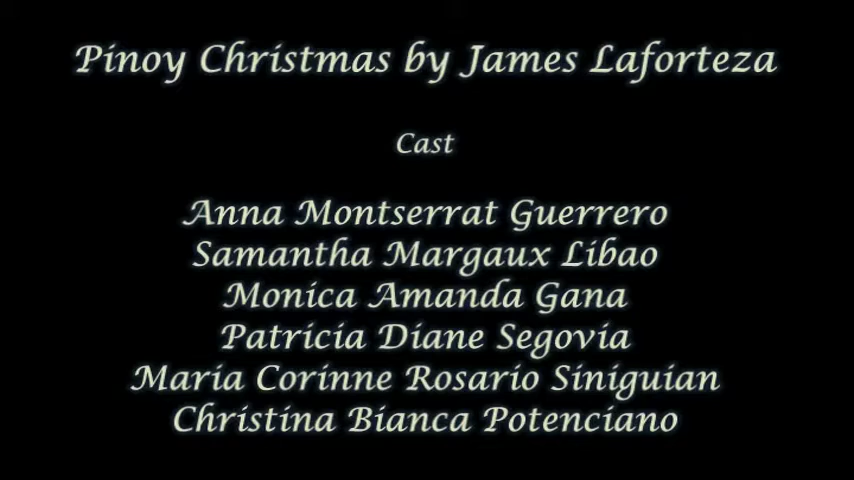 Pinoy Christmas by James Laforteza
Cast
Anna Montserrat Guerrero
Samantha Margaux Libao
Monica Amanda Gana
Patricia Diane Segovia
Maria Corinne Rosario Siniguian
Christina Bianca Potenciano